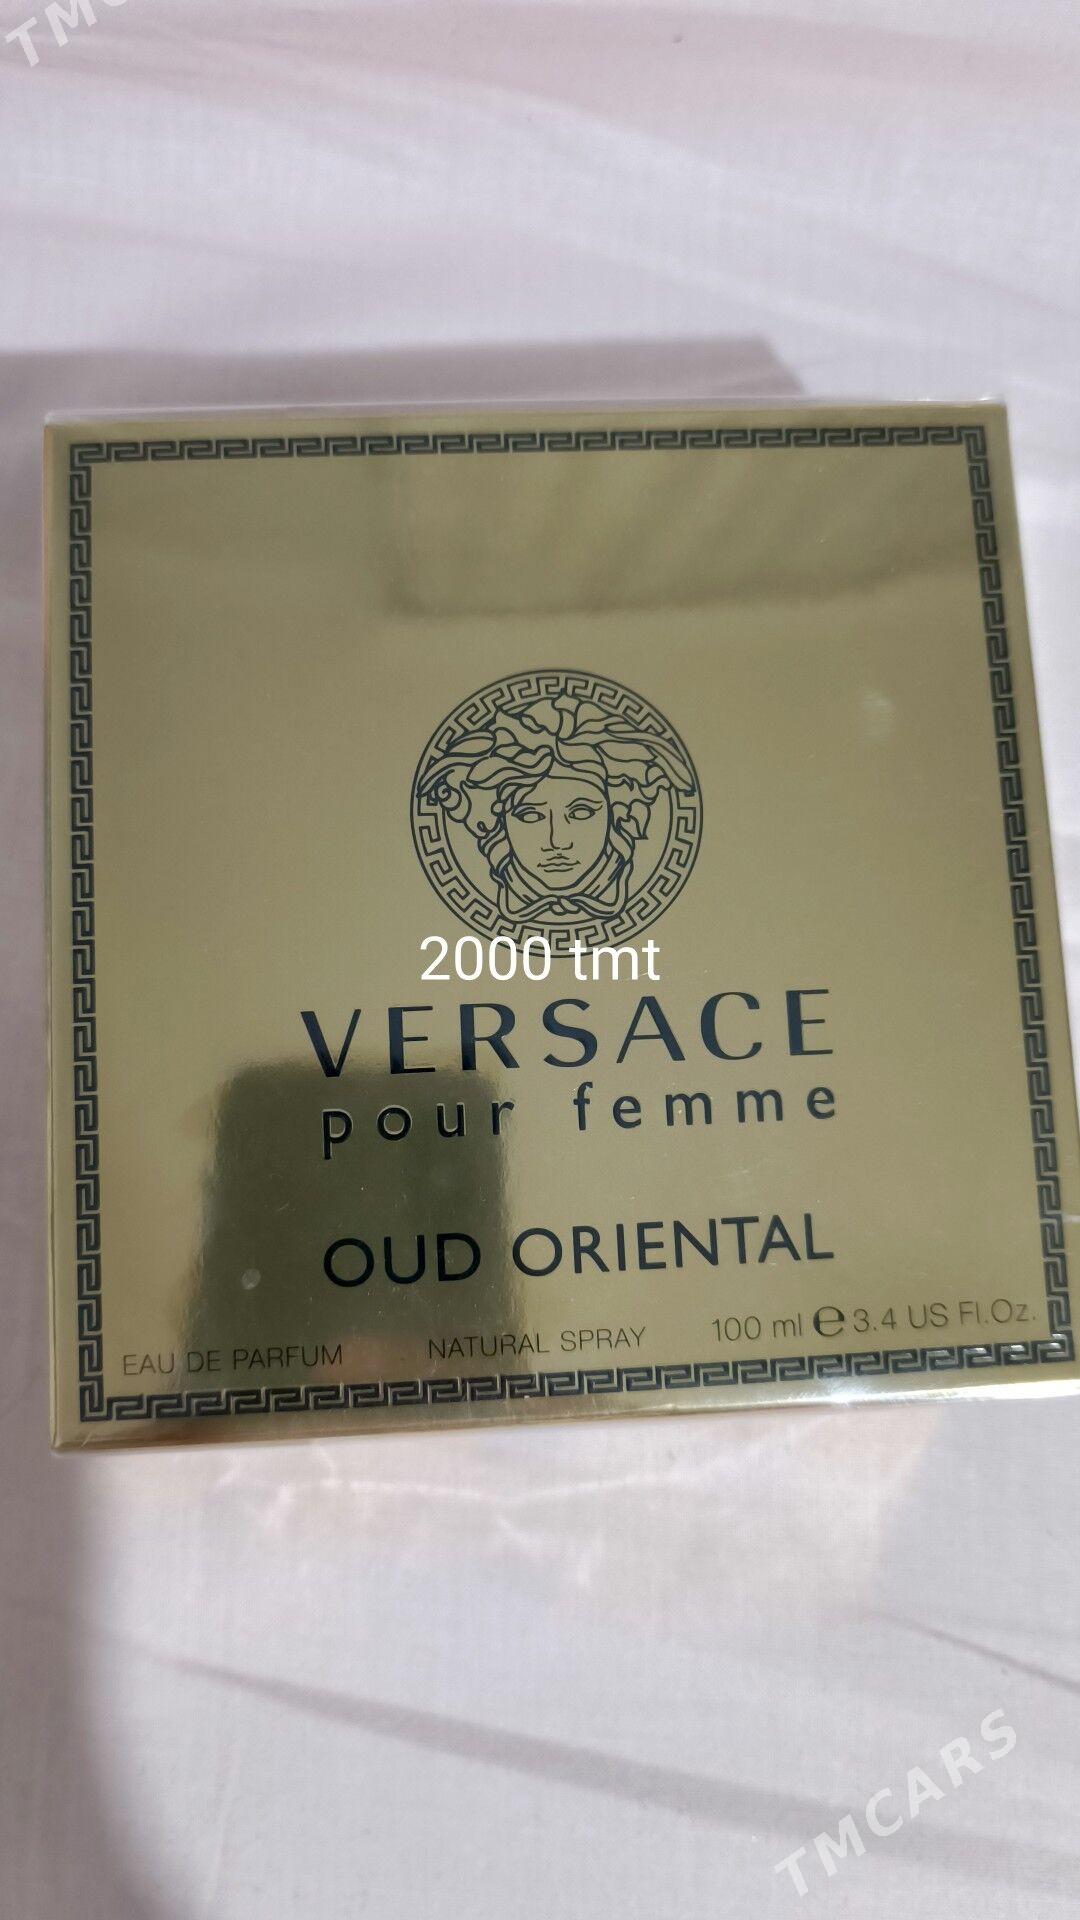 2000 tmt
VERSACE
pour femme
OUD ORIENTAL
EAU DE PARFUM NATURAL SPRAY 100 ml ℮ 3.4 US Fl.Oz.
TMCARS